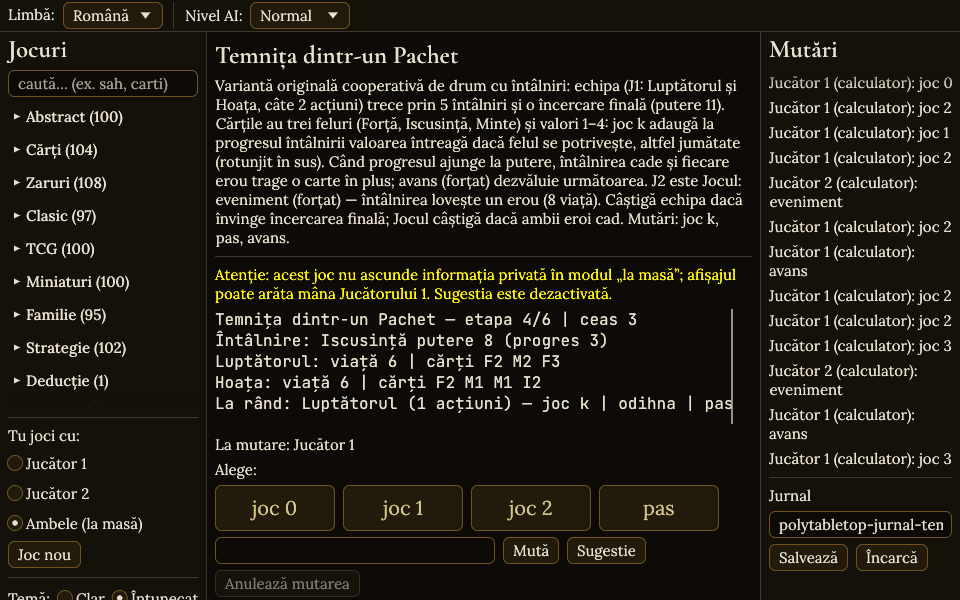 Limbă: Română ▼ Nivel AI: Normal ▼
Jocuri
caută... (ex. sah, carti)
▸ Abstract (100)
▸ Cărți (104)
▸ Zaruri (108)
▸ Clasic (97)
▸ TCG (100)
▸ Miniaturi (100)
▸ Familie (95)
▸ Strategie (102)
▸ Deducție (1)
Tu joci cu:
Jucător 1
Jucător 2
Ambele (la masă)
Joc nou
Temă: Clar Întunecat
Temnița dintr-un Pachet
Variantă originală cooperativă de drum cu întâlniri: echipa (J1: Luptătorul și
Hoața, câte 2 acțiuni) trece prin 5 întâlniri și o încercare finală (putere 11).
Cărțile au trei feluri (Forță, Iscusință, Minte) și valori 1–4: joc k adaugă la
progresul întâlnirii valoarea întreagă dacă felul se potrivește, altfel jumătate
(rotunjit în sus). Când progresul ajunge la putere, întâlnirea cade și fiecare
erou trage o carte în plus; avans (forțat) dezvăluie următoarea. J2 este Jocul:
eveniment (forțat) — întâlnirea lovește un erou (8 viață). Câștigă echipa dacă
învinge încercarea finală; Jocul câștigă dacă ambii eroi cad. Mutări: joc k,
pas, avans.
Atenție: acest joc nu ascunde informația privată în modul „la masă”; afișajul
poate arăta mâna Jucătorului 1. Sugestia este dezactivată.
Temnița dintr-un Pachet — etapa 4/6 | ceas 3
Întâlnire: Iscusință putere 8 (progres 3)
Luptătorul: viață 6 | cărți F2 M2 F3
Hoața: viață 6 | cărți F2 M1 M1 I2
La rând: Luptătorul (1 acțiuni) — joc k | odihna | pas
La mutare: Jucător 1
Alege:
joc 0 joc 1 joc 2 pas
Mută Sugestie
Anulează mutarea
Mutări
Jucător 1 (calculator): joc 0
Jucător 1 (calculator): joc 2
Jucător 1 (calculator): joc 1
Jucător 1 (calculator): joc 2
Jucător 2 (calculator):
eveniment
Jucător 1 (calculator): joc 2
Jucător 1 (calculator):
avans
Jucător 1 (calculator): joc 2
Jucător 1 (calculator): joc 2
Jucător 1 (calculator): joc 3
Jucător 2 (calculator):
eveniment
Jucător 1 (calculator):
avans
Jucător 1 (calculator): joc 3
Jurnal
polytabletop-jurnal-ten
Salvează Încarcă